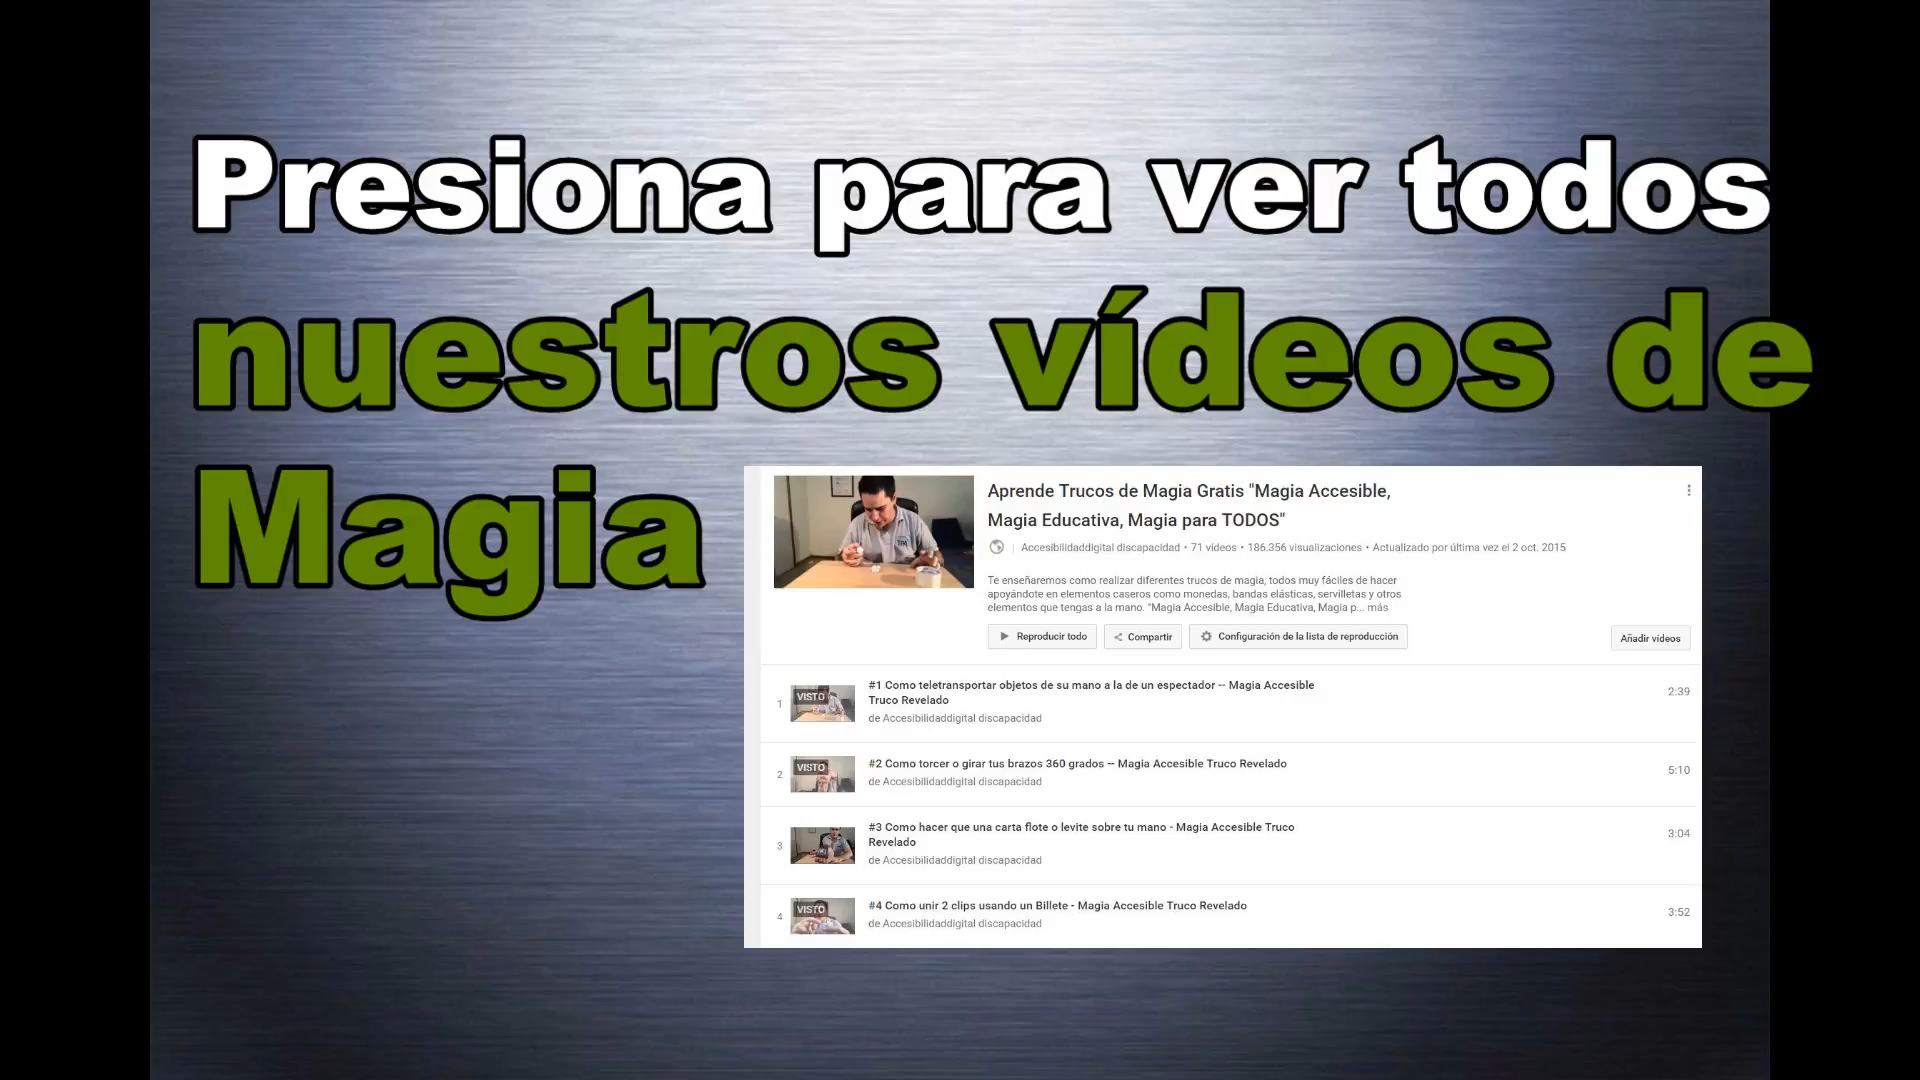 Presiona para ver todos
nuestros vídeos de
Magia
Aprende Trucos de Magia Gratis "Magia Accesible,
Magia Educativa, Magia para TODOS"
Accesibilidaddigital discapacidad • 71 vídeos • 186.356 visualizaciones • Actualizado por última vez el 2 oct. 2015
Te enseñaremos como realizar diferentes trucos de magia, todos muy fáciles de hacer
apoyándote en elementos caseros como monedas, bandas elásticas, servilletas y otros
elementos que tengas a la mano. "Magia Accesible, Magia Educativa, Magia p... más
Reproducir todo
Compartir
Configuración de la lista de reproducción
Añadir vídeos
1
VISTO
#1 Como teletransportar objetos de su mano a la de un espectador -- Magia Accesible
Truco Revelado
de Accesibilidaddigital discapacidad
2:39
2
VISTO
#2 Como torcer o girar tus brazos 360 grados -- Magia Accesible Truco Revelado
de Accesibilidaddigital discapacidad
5:10
3
#3 Como hacer que una carta flote o levite sobre tu mano - Magia Accesible Truco
Revelado
de Accesibilidaddigital discapacidad
3:04
4
VISTO
#4 Como unir 2 clips usando un Billete - Magia Accesible Truco Revelado
de Accesibilidaddigital discapacidad
3:52